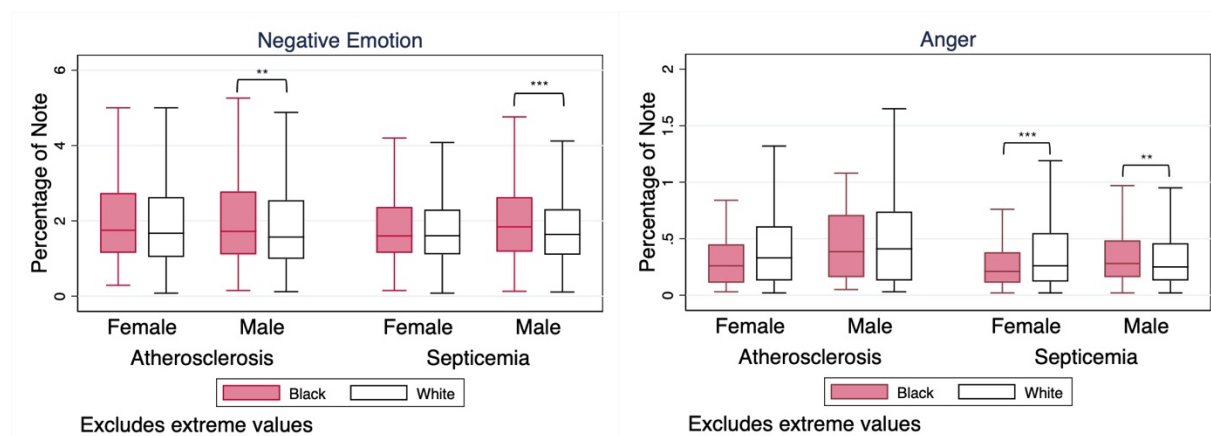 Negative Emotion
Percentage of Note
6
4
2
0
**
***
Female Male Female Male
Atherosclerosis Septicemia
Black White
Excludes extreme values
Anger
Percentage of Note
2
1.5
1
.5
0
***
**
Female Male Female Male
Atherosclerosis Septicemia
Black White
Excludes extreme values